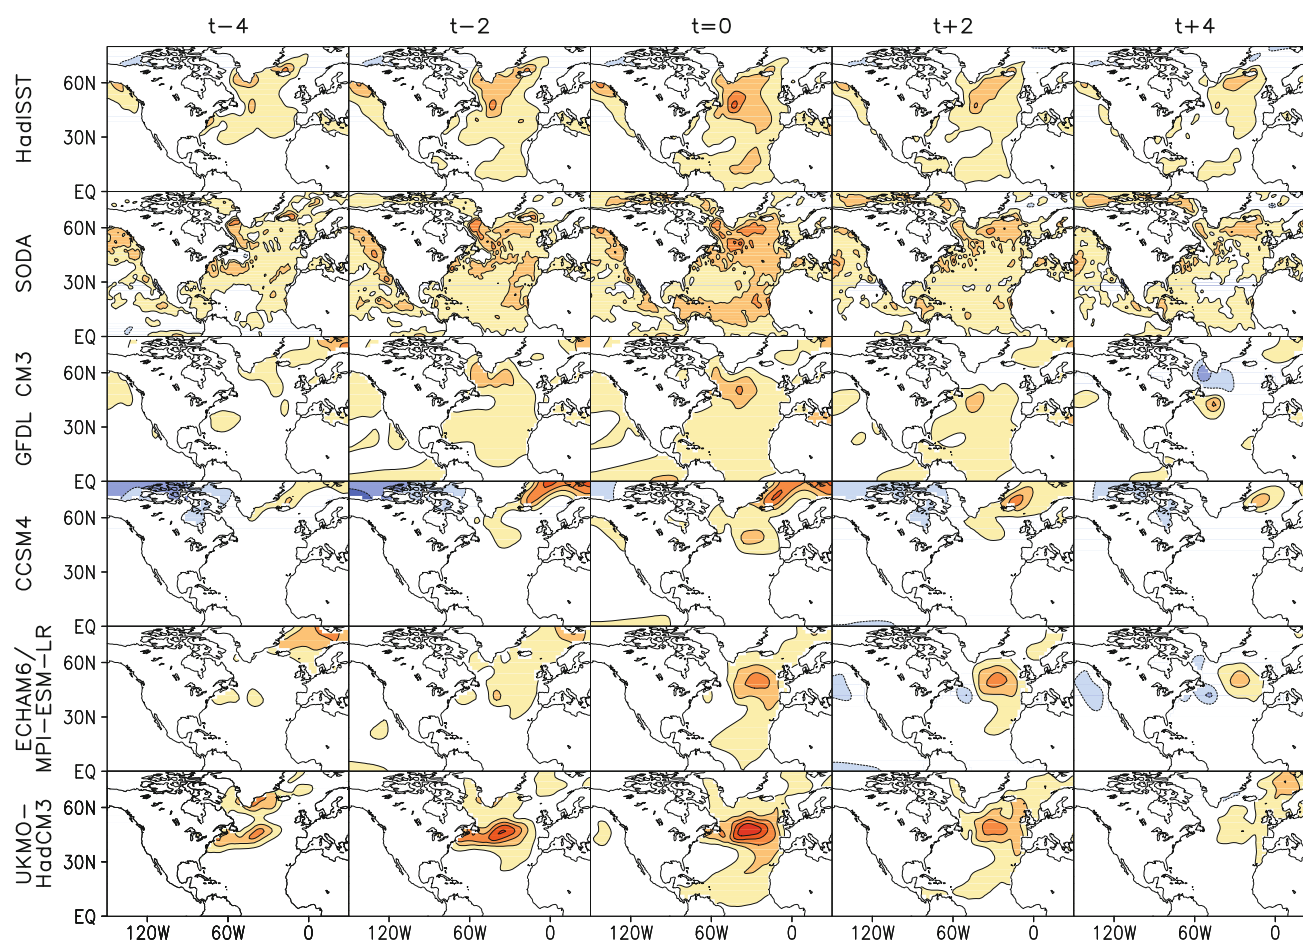 t−4 t−2 t=0 t+2 t+4
HadISST
60N
30N
EQ
SODA
60N
30N
EQ
GFDL CM3
60N
30N
EQ
CCSM4
60N
30N
EQ
ECHAM6/
MPI−ESM−LR
60N
30N
EQ
UKMO−
HadCM3
60N
30N
EQ
120W 60W 0 120W 60W 0 120W 60W 0 120W 60W 0 120W 60W 0